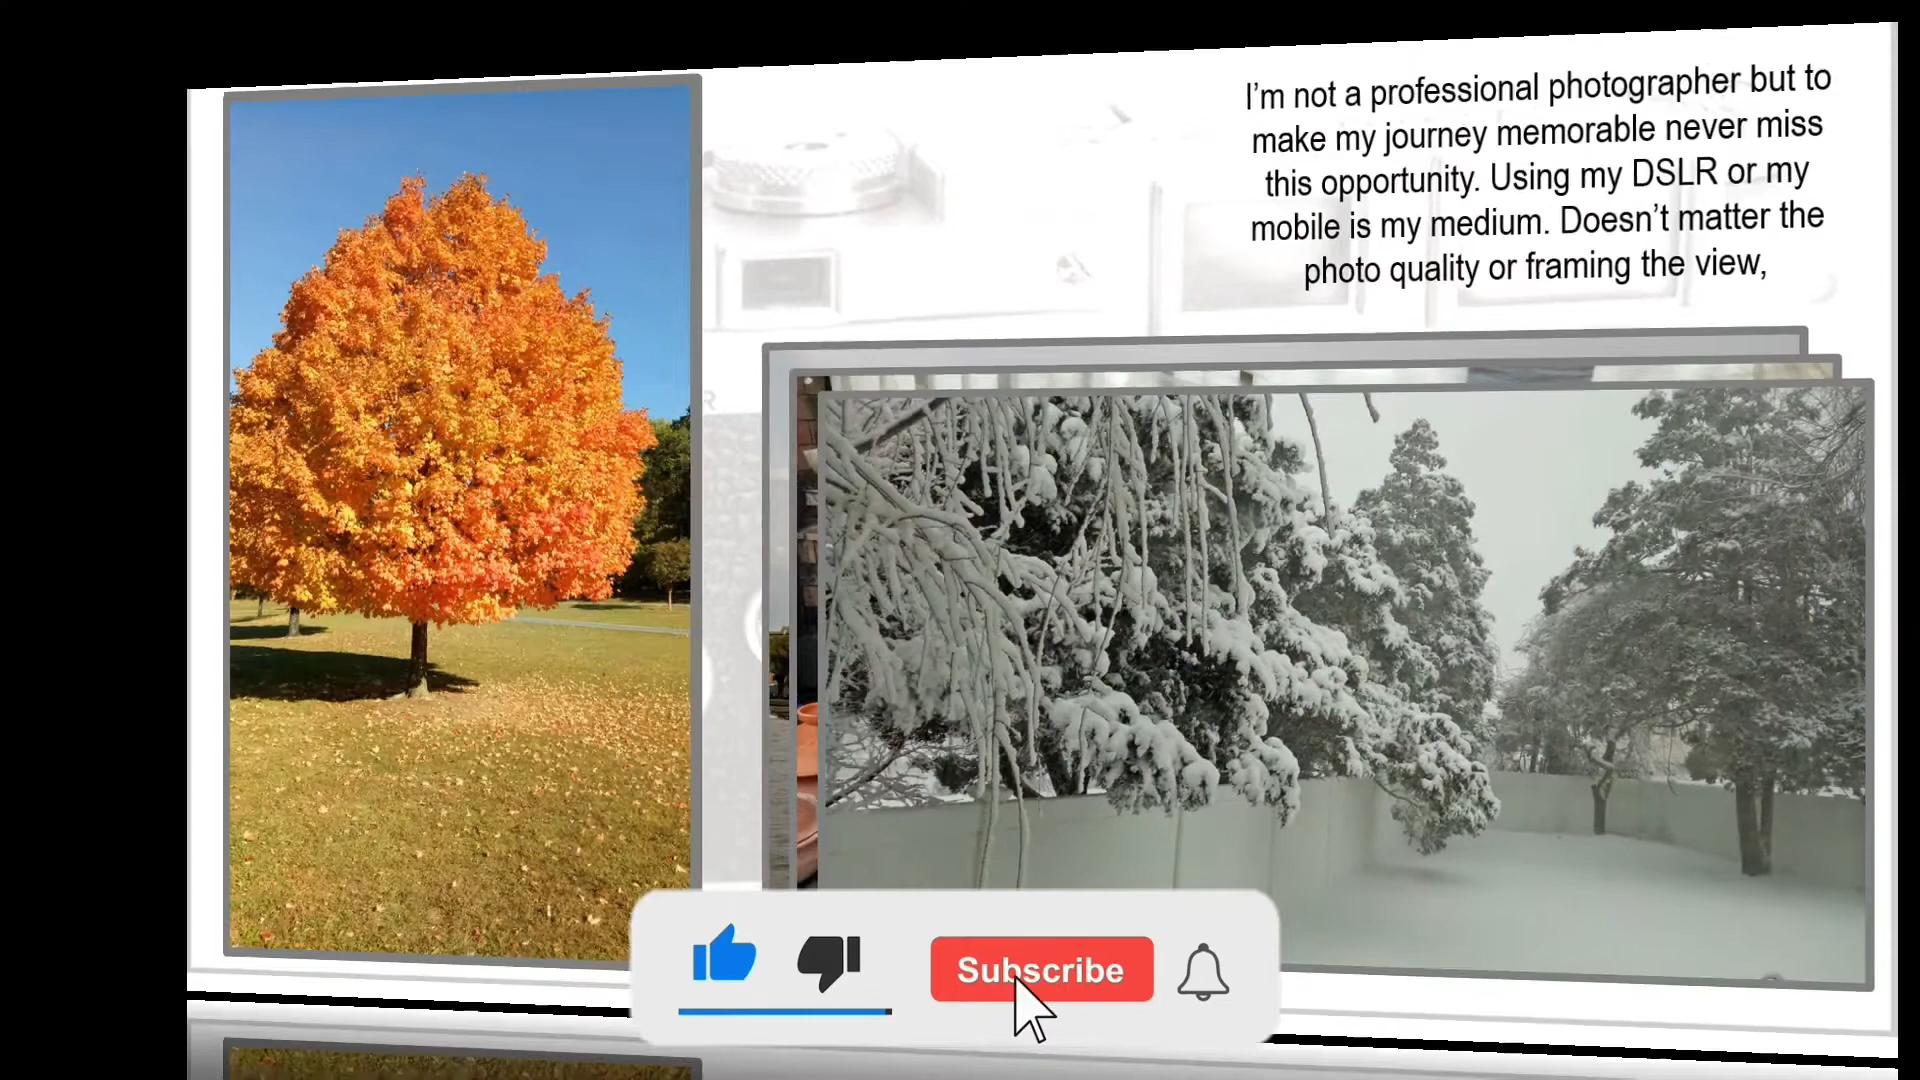 I'm not a professional photographer but to
make my journey memorable never miss
this opportunity. Using my DSLR or my
mobile is my medium. Doesn't matter the
photo quality or framing the view,
Subscribe